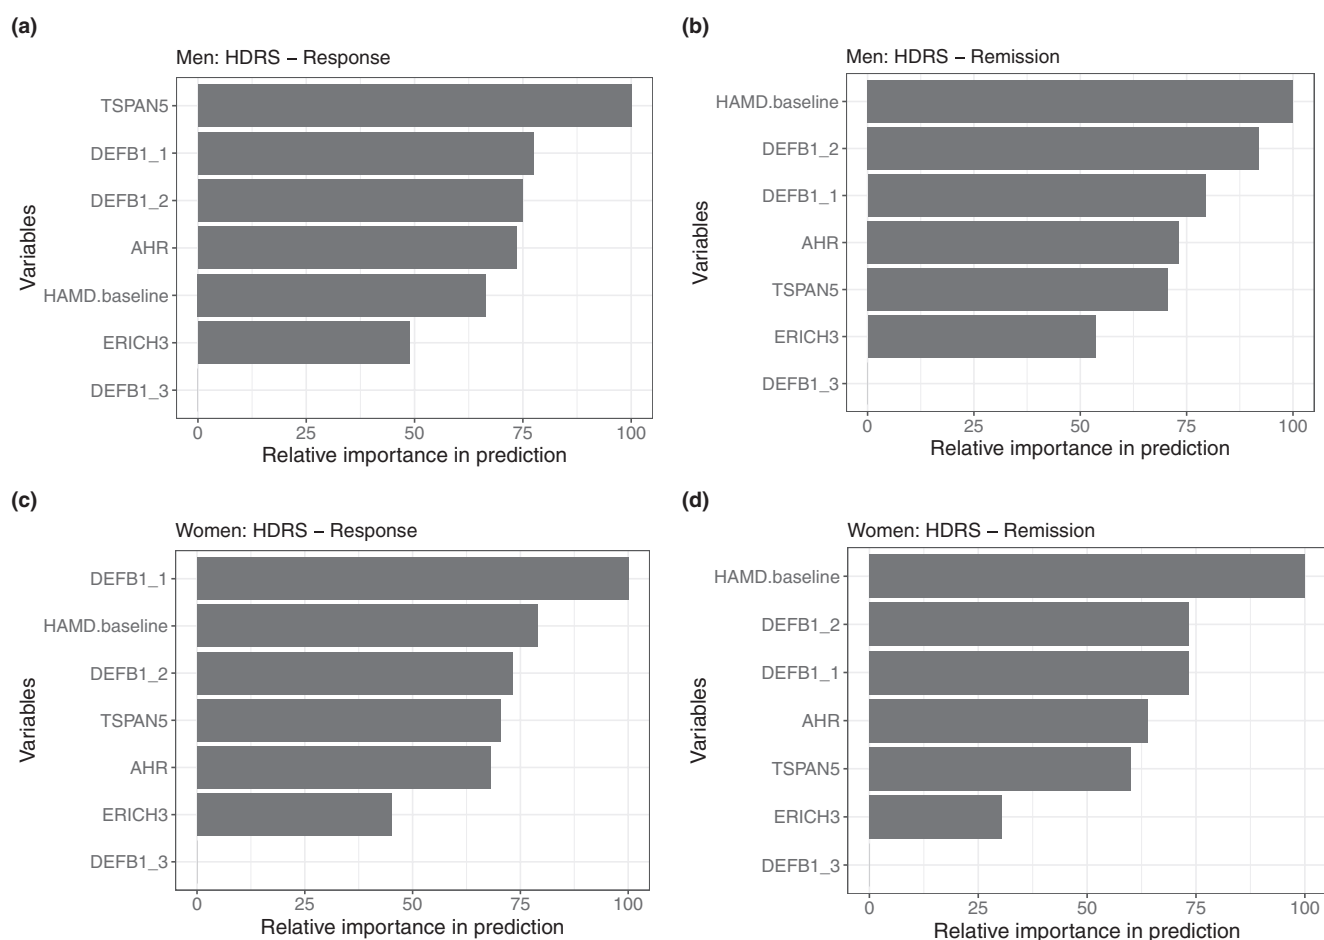 (a)
Men: HDRS – Response
Variables
TSPAN5
DEFB1_1
DEFB1_2
AHR
HAMD.baseline
ERICH3
DEFB1_3
0 25 50 75 100
Relative importance in prediction
(b)
Men: HDRS – Remission
Variables
HAMD.baseline
DEFB1_2
DEFB1_1
AHR
TSPAN5
ERICH3
DEFB1_3
0 25 50 75 100
Relative importance in prediction
(c)
Women: HDRS – Response
Variables
DEFB1_1
HAMD.baseline
DEFB1_2
TSPAN5
AHR
ERICH3
DEFB1_3
0 25 50 75 100
Relative importance in prediction
(d)
Women: HDRS – Remission
Variables
HAMD.baseline
DEFB1_2
DEFB1_1
AHR
TSPAN5
ERICH3
DEFB1_3
0 25 50 75 100
Relative importance in prediction